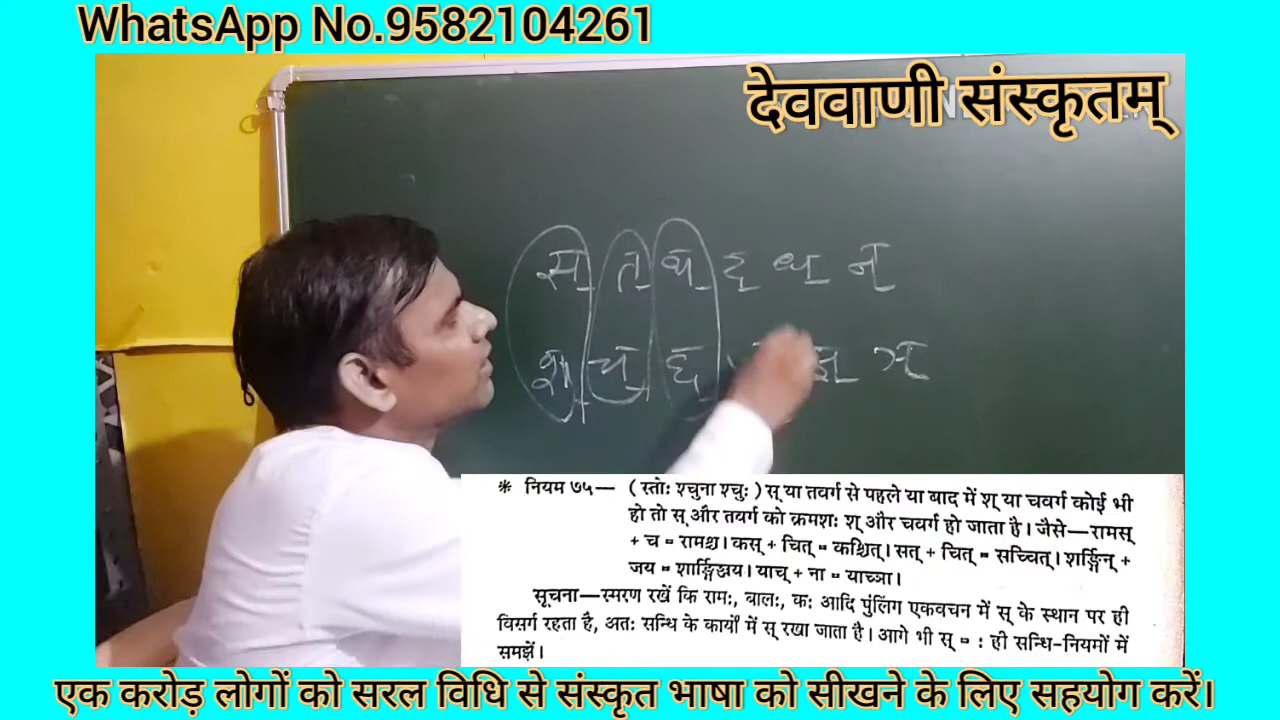 WhatsApp No.9582104261
देववाणी संस्कृतम्
स् त् थ् द् ध् न्
श् च् छ् झ् ञ्
* नियम ७५— ( स्तोः श्चुना श्चुः ) स् या तवर्ग से पहले या बाद में श् या चवर्ग कोई भी
हो तो स् और तवर्ग को क्रमशः श् और चवर्ग हो जाता है। जैसे—रामस्
+ च = रामश्च। कस् + चित् = कश्चित्। सत् + चित् = सच्चित्। शर्ङ्गिन् +
जय = शार्ङ्गिञ्जय। याच् + ना = याच्ञा।
सूचना—स्मरण रखें कि रामः, बालः, कः आदि पुंलिंग एकवचन में स् के स्थान पर ही
विसर्ग रहता है, अतः सन्धि के कार्यों में स् रखा जाता है। आगे भी स् = : ही सन्धि-नियमों में
समझें।
एक करोड़ लोगों को सरल विधि से संस्कृत भाषा को सीखने के लिए सहयोग करें।